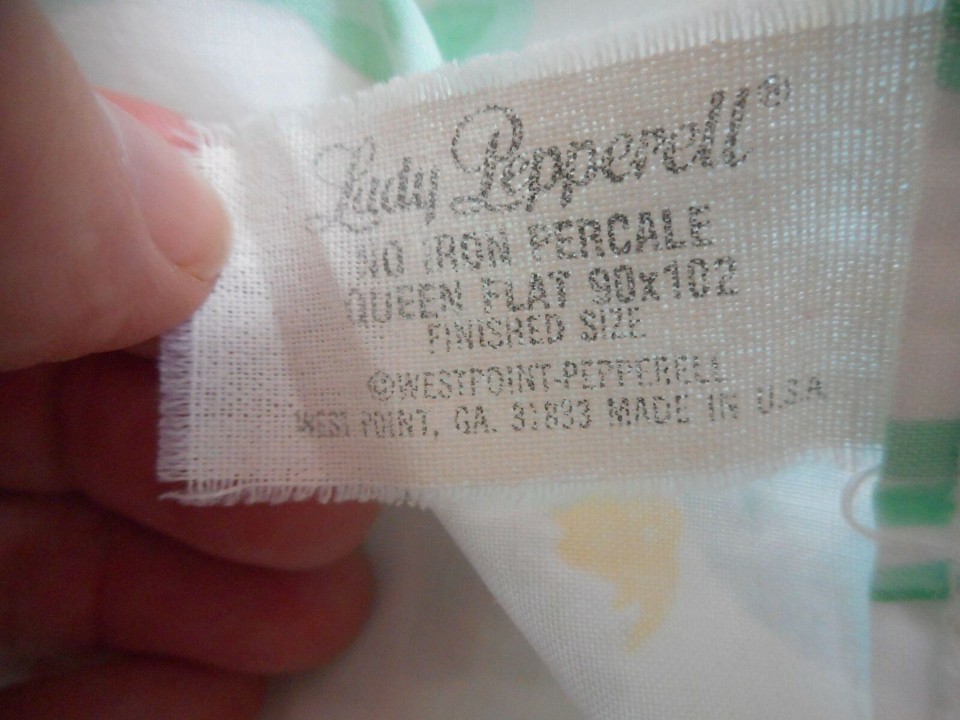 Lady Pepperell®
NO IRON PERCALE
QUEEN FLAT 90x102
FINISHED SIZE
©WESTPOINT-PEPPERELL
WEST POINT, GA. 31833 MADE IN U.S.A.